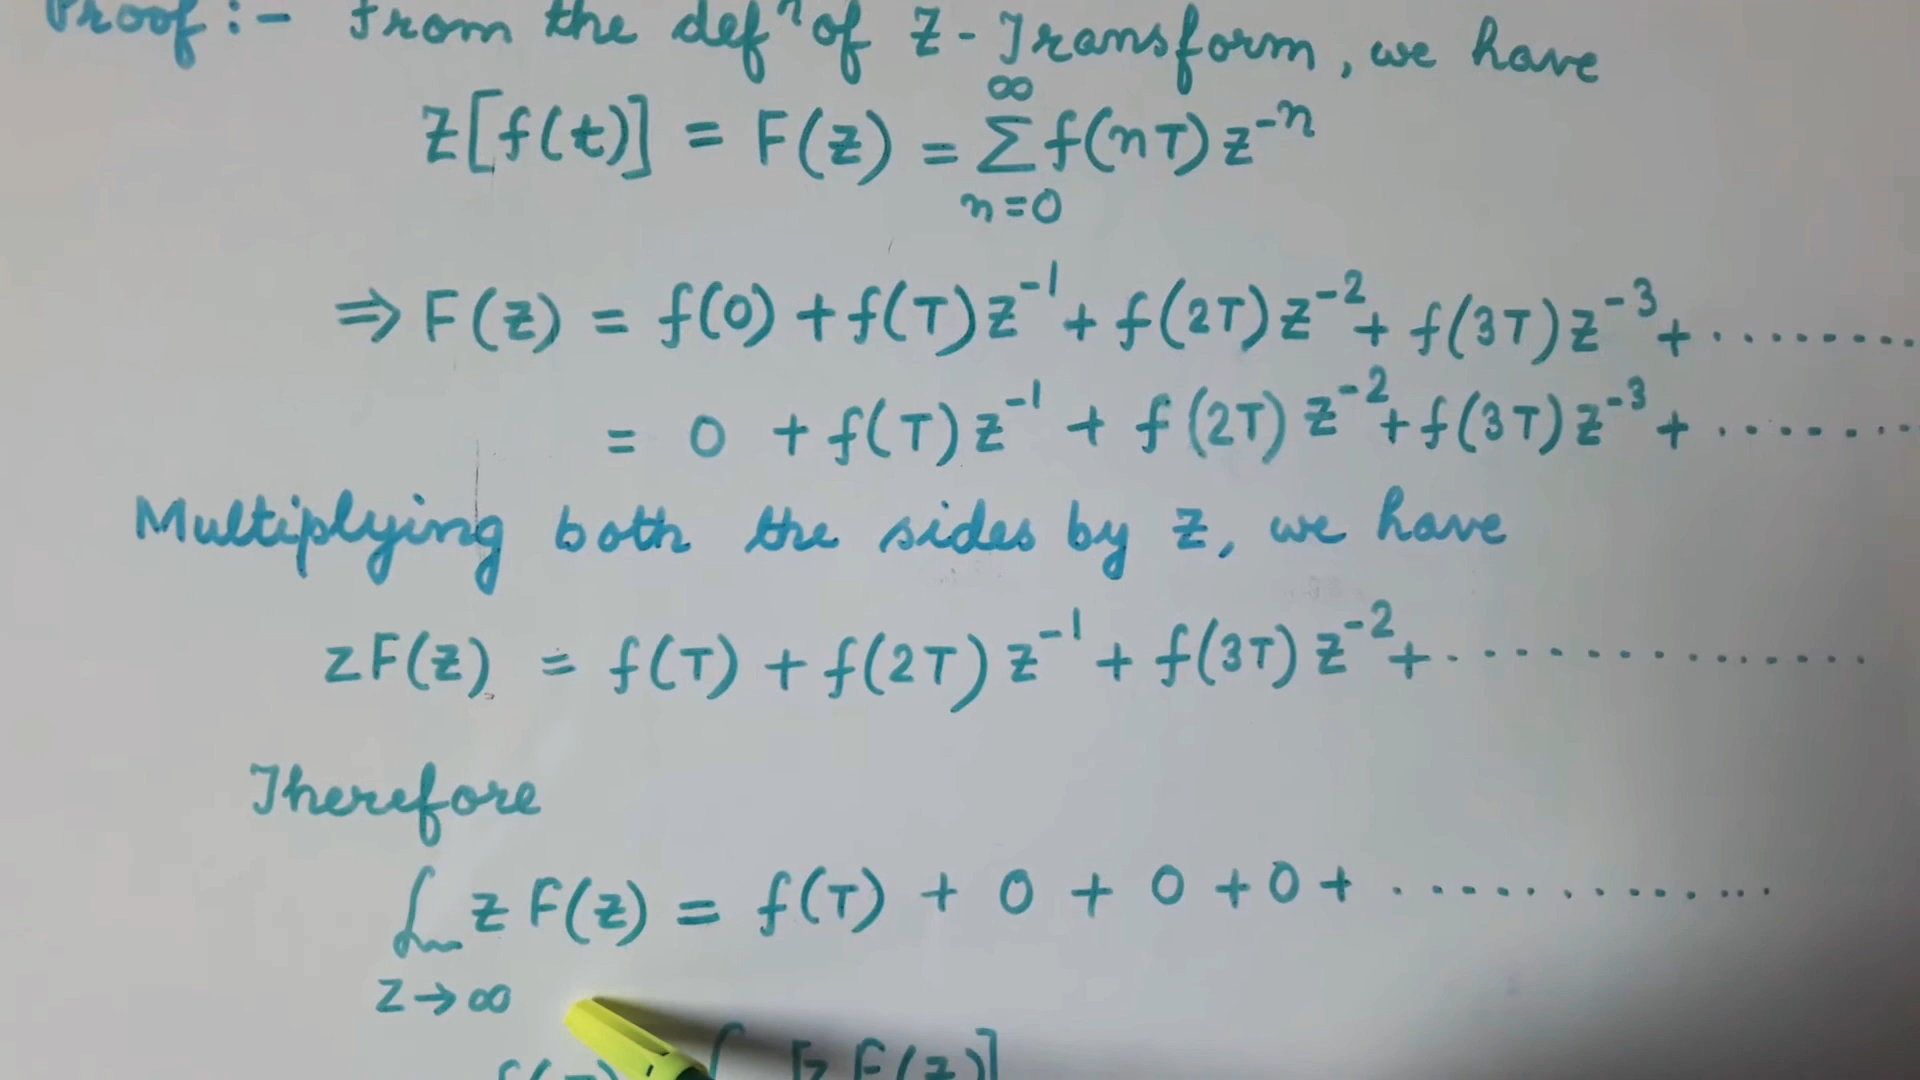 Proof :- From the defⁿ of Z-Transform, we have
Z[f(t)] = F(z) = ∑_{n=0}^{∞} f(nT) z⁻ⁿ
⇒ F(z) = f(0) + f(T) z⁻¹ + f(2T) z⁻² + f(3T) z⁻³ + ........
= 0 + f(T) z⁻¹ + f(2T) z⁻² + f(3T) z⁻³ + ........
Multiplying both the sides by z, we have
zF(z) = f(T) + f(2T) z⁻¹ + f(3T) z⁻² + ...............
Therefore
Lim_{z→∞} z F(z) = f(T) + 0 + 0 + 0 + ..............
[z F(z)]